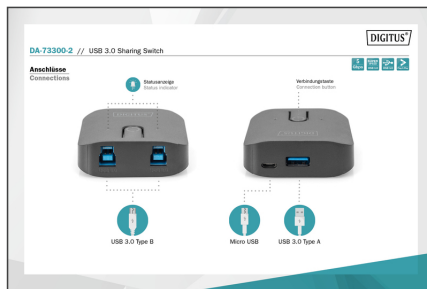 DIGITUS®
DA-73300-2 // USB 3.0 Sharing Switch
Anschlüsse
Connections
Statusanzeige
Status indicator
Verbindungstaste
Connection button
USB 3.0 Type B
Micro USB
USB 3.0 Type A